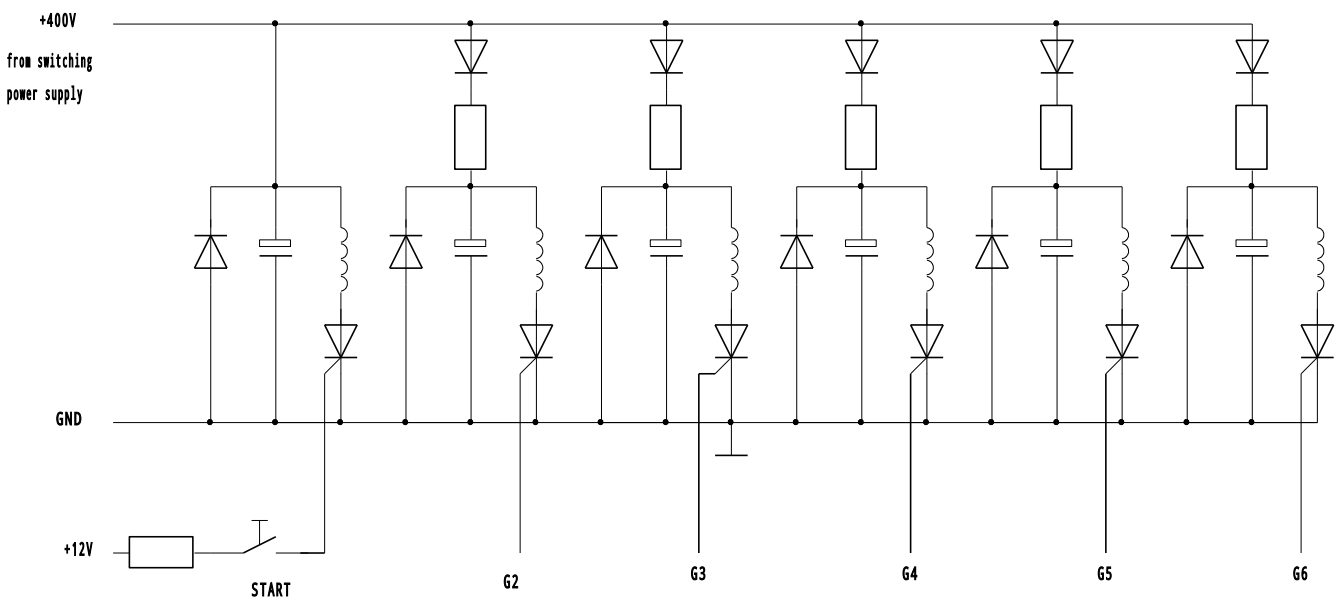 +400V
from switching
power supply
GND
+12V
START
G2
G3
G4
G5
G6